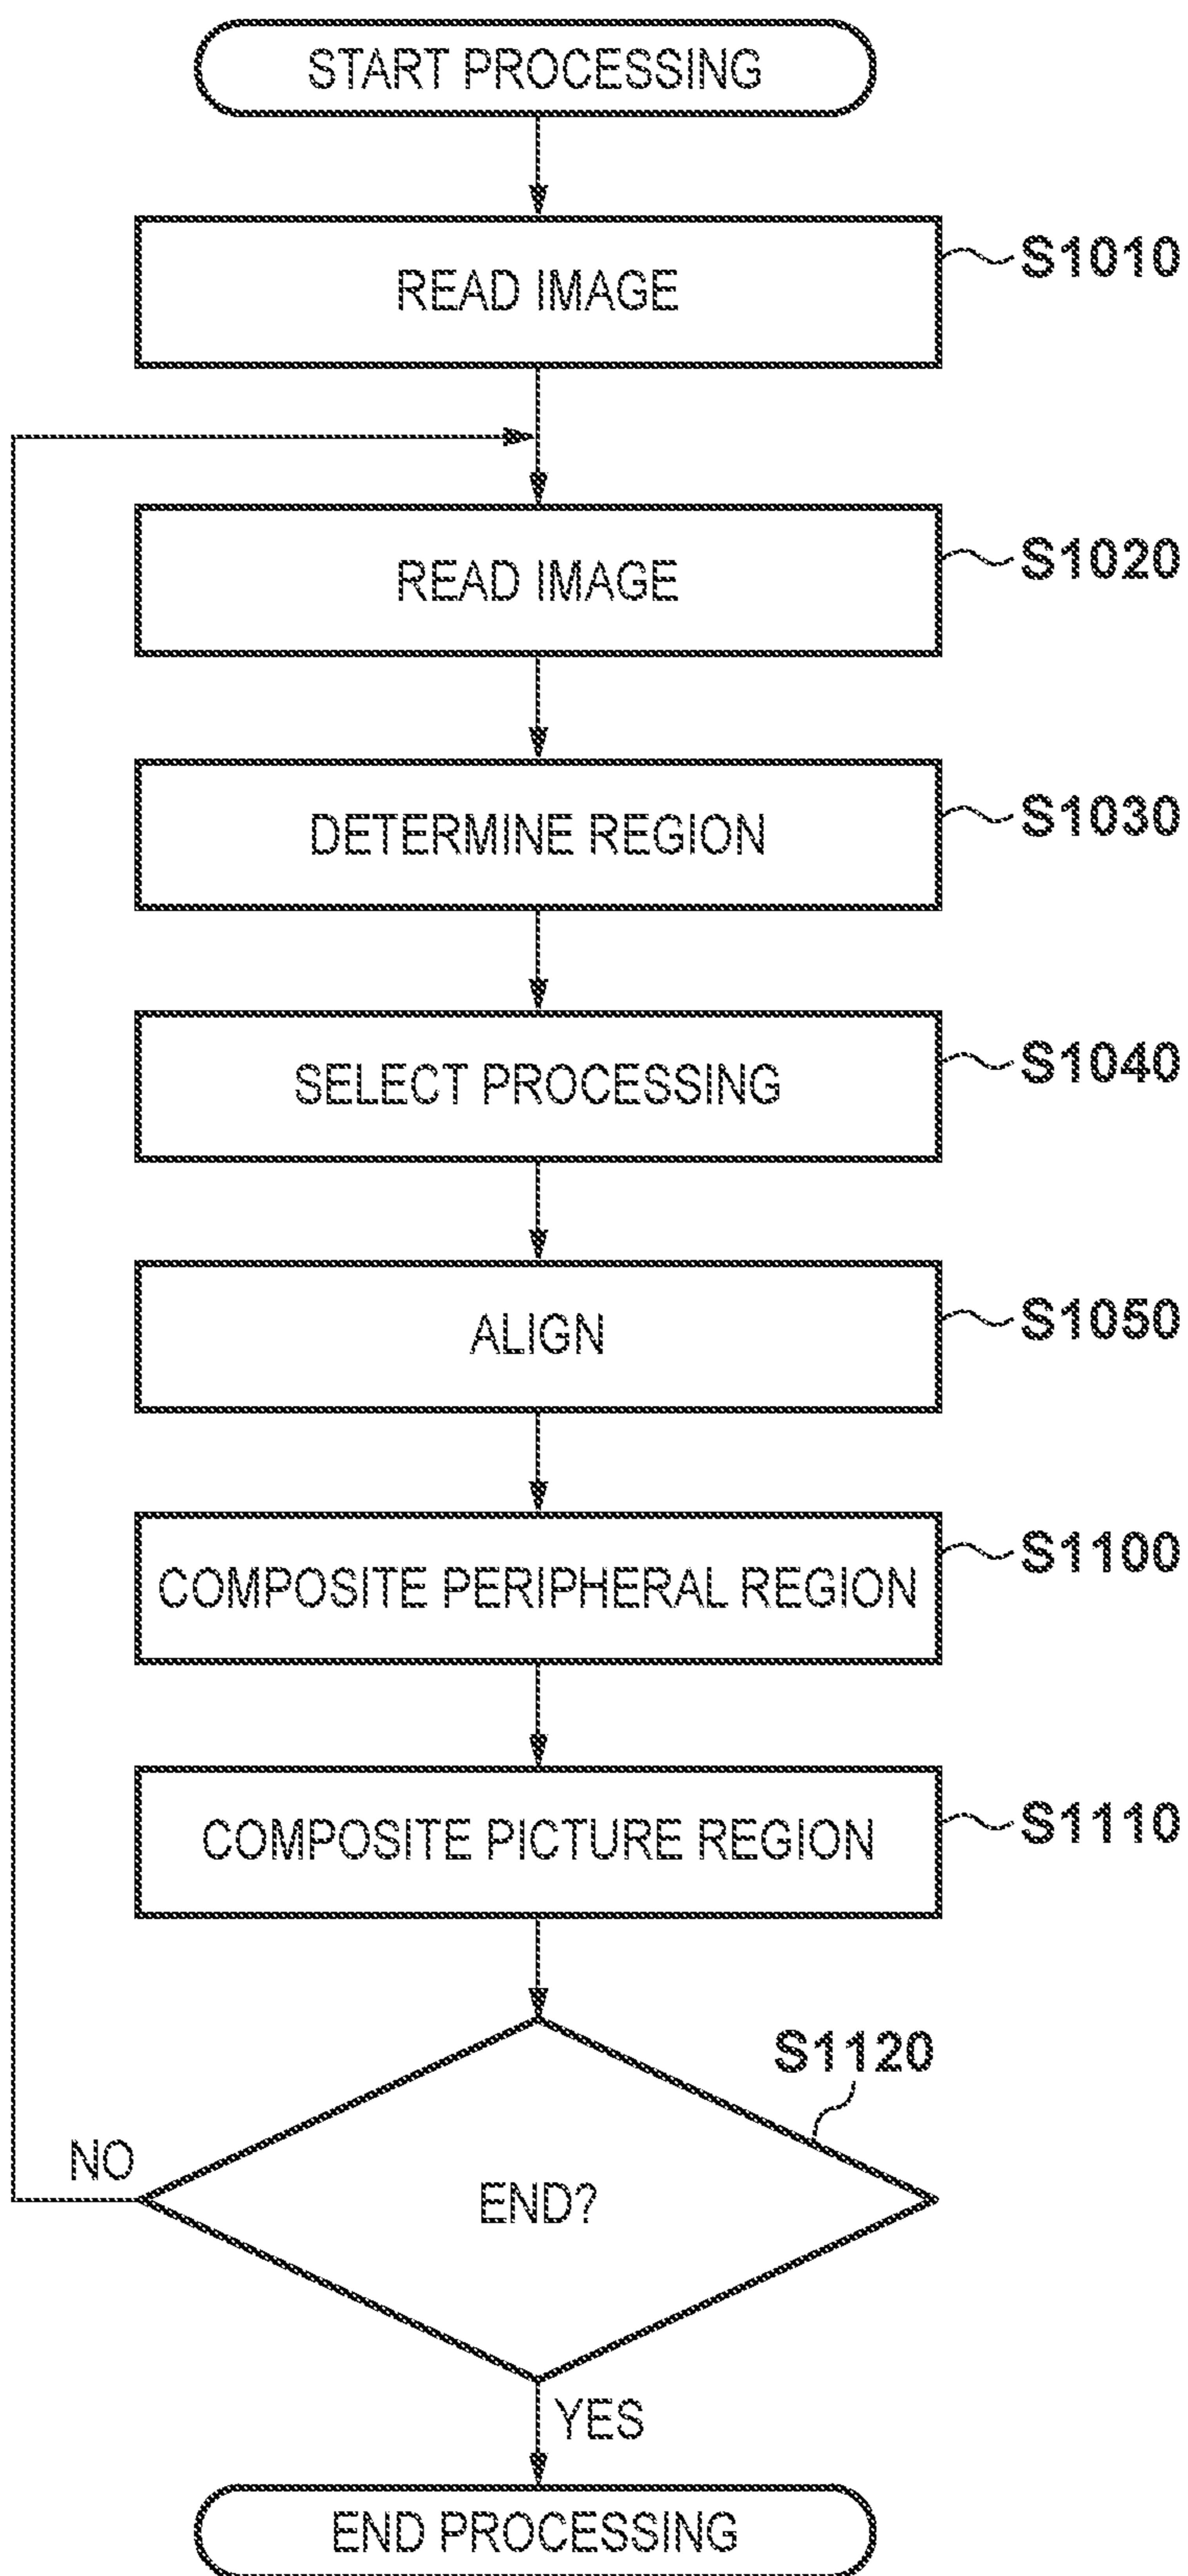 START PROCESSING
READ IMAGE
S1010
READ IMAGE
S1020
DETERMINE REGION
S1030
SELECT PROCESSING
S1040
ALIGN
S1050
COMPOSITE PERIPHERAL REGION
S1100
COMPOSITE PICTURE REGION
S1110
S1120
END?
NO
YES
END PROCESSING